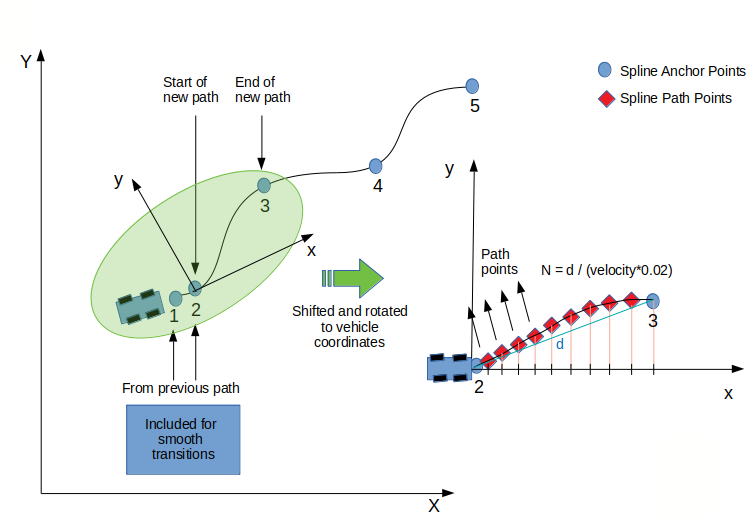 Y
Start of
new path
End of
new path
Spline Anchor Points
Spline Path Points
5
4
y
3
x
1
2
Shifted and rotated
to vehicle
coordinates
From previous path
Included for
smooth
transitions
X
y
Path
points
N = d / (velocity*0.02)
d
3
2
x